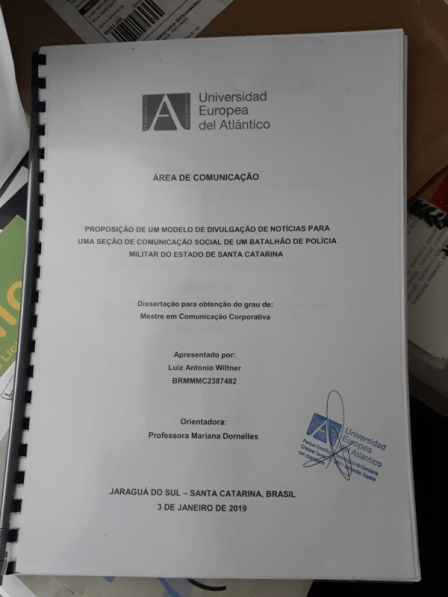 Universidad
Europea
del Atlántico
ÁREA DE COMUNICAÇÃO
PROPOSIÇÃO DE UM MODELO DE DIVULGAÇÃO DE NOTÍCIAS PARA
UMA SEÇÃO DE COMUNICAÇÃO SOCIAL DE UM BATALHÃO DE POLÍCIA
MILITAR DO ESTADO DE SANTA CATARINA
Dissertação para obtenção do grau de:
Mestre em Comunicação Corporativa
Apresentado por:
Luiz Antonio Wiltner
BRMMMC2387482
Orientadora:
Professora Mariana Dornelles
Universidad
Europea
del Atlántico
JARAGUÁ DO SUL – SANTA CATARINA, BRASIL
3 DE JANEIRO DE 2019